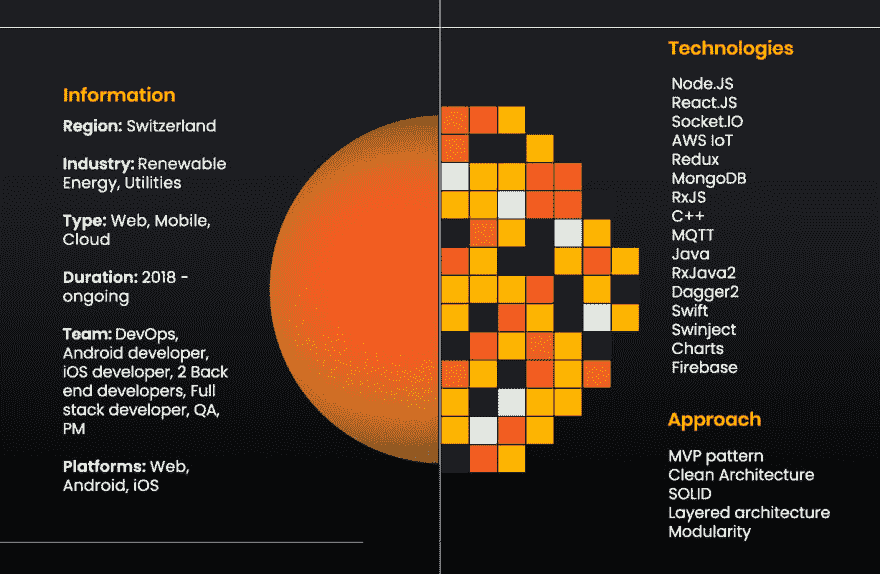 Information
Region: Switzerland
Industry: Renewable
Energy, Utilities
Type: Web, Mobile,
Cloud
Duration: 2018 -
ongoing
Team: DevOps,
Android developer,
iOS developer, 2 Back
end developers, Full
stack developer, QA,
PM
Platforms: Web,
Android, iOS
Technologies
Node.JS
React.JS
Socket.IO
AWS IoT
Redux
MongoDB
RxJS
C++
MQTT
Java
RxJava2
Dagger2
Swift
Swinject
Charts
Firebase
Approach
MVP pattern
Clean Architecture
SOLID
Layered architecture
Modularity